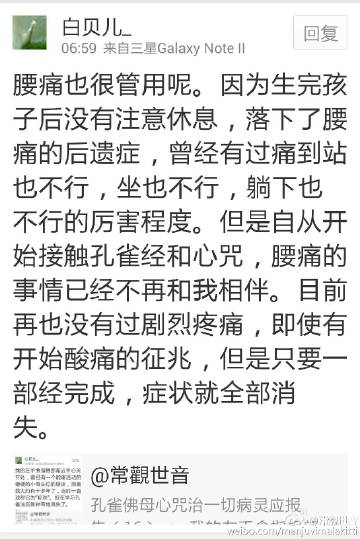 白贝儿_
回复
06:59 来自三星Galaxy Note II
腰痛也很管用呢。因为生完孩
子后没有注意休息，落下了腰
痛的后遗症，曾经有过痛到站
也不行，坐也不行，躺下也
不行的厉害程度。但是自从开
始接触孔雀经和心咒，腰痛的
事情已经不再和我相伴。目前
再也没有过剧烈疼痛，即使有
开始酸痛的征兆，但是只要一
部经完成，症状就全部消
失。
@常觀世音
孔雀佛母心咒治一切病灵应报
weibo.com/manjuvimalakirti